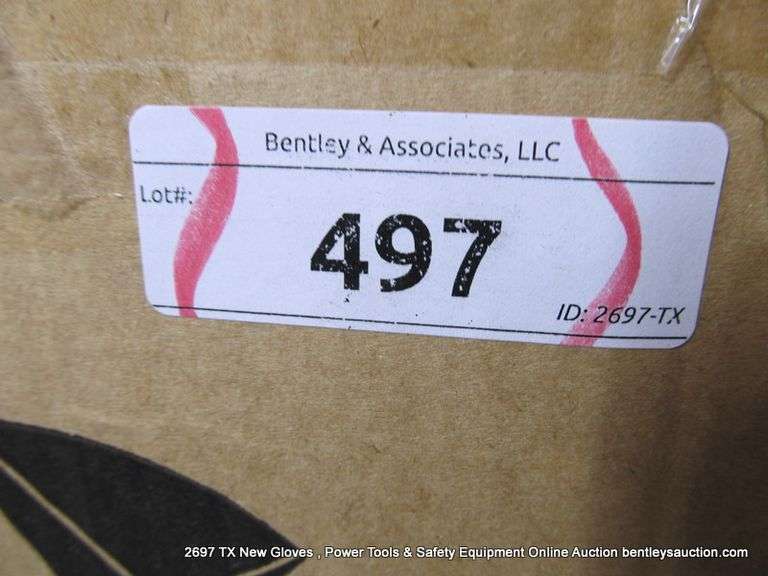 Bentley & Associates, LLC
Lot#:
497
ID: 2697-TX
2697 TX New Gloves , Power Tools & Safety Equipment Online Auction bentleysauction.com